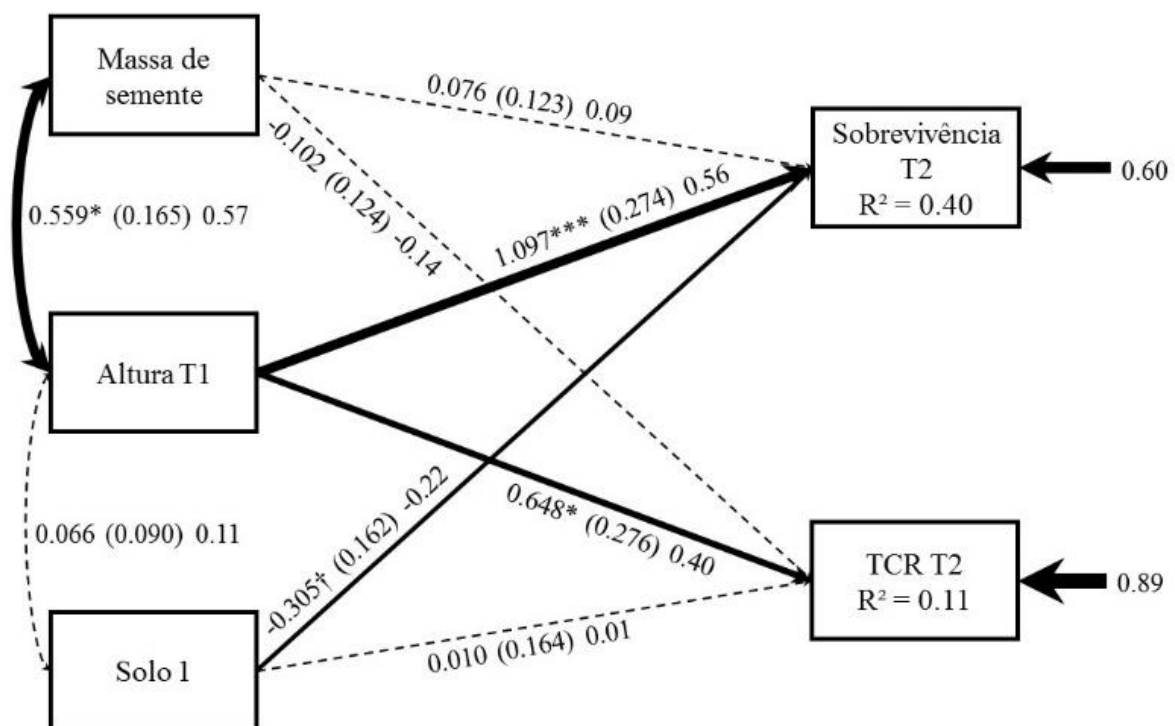 Massa de
semente
0.076 (0.123) 0.09
-0.102 (0.124) -0.14
Sobrevivência
T2
R² = 0.40
0.60
0.559* (0.165) 0.57
1.097*** (0.274) 0.56
Altura T1
0.066 (0.090) 0.11
-0.305† (0.162) -0.22
0.648* (0.276) 0.40
TCR T2
R² = 0.11
0.89
Solo 1
0.010 (0.164) 0.01